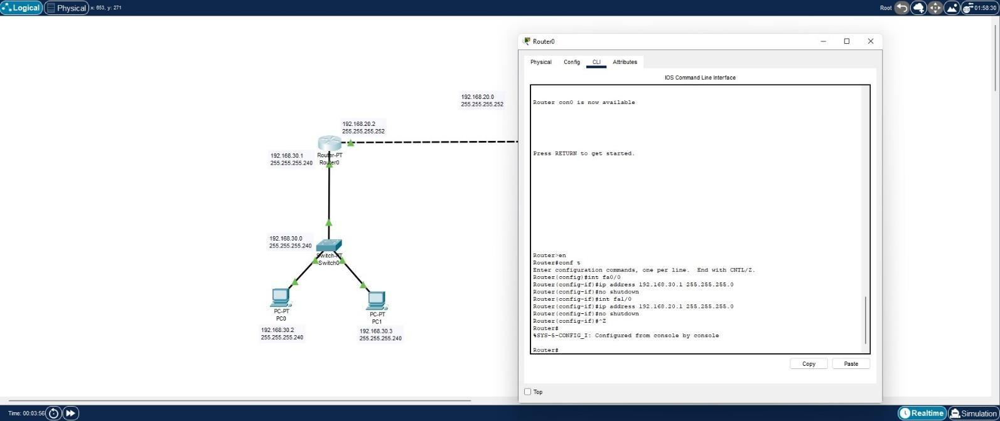 Logical
Physical
x: 653, y: 271
Root
01:58:30
192.168.20.0
255.255.255.252
192.168.20.2
255.255.255.252
192.168.30.1
255.255.255.240
Router-PT
Router0
192.168.30.0
255.255.255.240
Switch-PT
Switch0
PC-PT
PC0
192.168.30.2
255.255.255.240
PC-PT
PC1
192.168.30.3
255.255.255.240
Router0
Physical
Config
CLI
Attributes
IOS Command Line Interface
Router con0 is now available
Press RETURN to get started.
Router>en
Router#conf t
Enter configuration commands, one per line.  End with CNTL/Z.
Router(config)#int fa0/0
Router(config-if)#ip address 192.168.30.1 255.255.255.0
Router(config-if)#no shutdown
Router(config-if)#int fa1/0
Router(config-if)#ip address 192.168.20.1 255.255.255.0
Router(config-if)#no shutdown
Router(config-if)#^Z
Router#
%SYS-5-CONFIG_I: Configured from console by console
Router#
Copy
Paste
Top
Time: 00:03:56
Realtime
Simulation